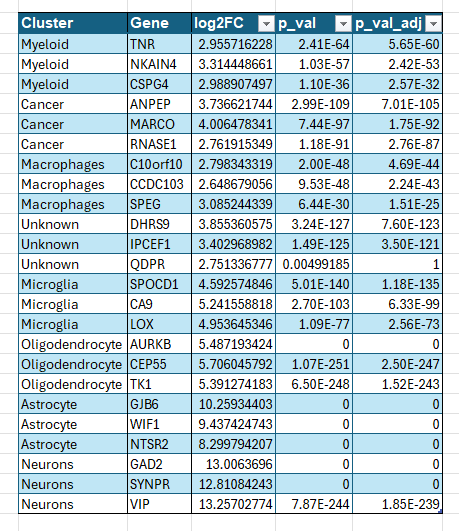 Cluster Gene log2FC p_val p_val_adj
Myeloid TNR 2.955716228 2.41E-64 5.65E-60
Myeloid NKAIN4 3.314448661 1.03E-57 2.42E-53
Myeloid CSPG4 2.988907497 1.10E-36 2.57E-32
Cancer ANPEP 3.736621744 2.99E-109 7.01E-105
Cancer MARCO 4.006478341 7.44E-97 1.75E-92
Cancer RNASE1 2.761915349 1.18E-91 2.76E-87
Macrophages C10orf10 2.798343319 2.00E-48 4.69E-44
Macrophages CCDC103 2.648679056 9.53E-48 2.24E-43
Macrophages SPEG 3.085244339 6.44E-30 1.51E-25
Unknown DHRS9 3.855360575 3.24E-127 7.60E-123
Unknown IPCEF1 3.402968982 1.49E-125 3.50E-121
Unknown QDPR 2.751336777 0.00499185 1
Microglia SPOCD1 4.592574846 5.01E-140 1.18E-135
Microglia CA9 5.241558818 2.70E-103 6.33E-99
Microglia LOX 4.953645346 1.09E-77 2.56E-73
Oligodendrocyte AURKB 5.487193424 0 0
Oligodendrocyte CEP55 5.706045792 1.07E-251 2.50E-247
Oligodendrocyte TK1 5.391274183 6.50E-248 1.52E-243
Astrocyte GJB6 10.25934403 0 0
Astrocyte WIF1 9.437424743 0 0
Astrocyte NTSR2 8.299794207 0 0
Neurons GAD2 13.0063696 0 0
Neurons SYNPR 12.81084243 0 0
Neurons VIP 13.25702774 7.87E-244 1.85E-239